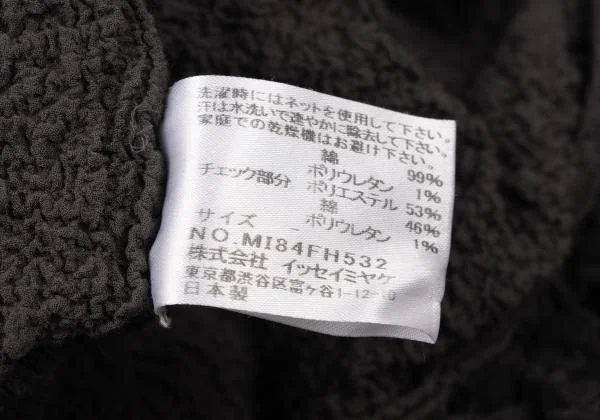 洗濯時にはネットを使用して下さい。
汗は水洗いで速やかに除去して下さい。
家庭での乾燥機はお避け下さい。
綿 99%
ポリウレタン 1%
チェック部分 ポリエステル 53%
綿 46%
ポリウレタン 1%
サイズ -
NO.MI84FH532
株式会社 イッセイミヤケ
東京都渋谷区富ヶ谷1-12-
日本製